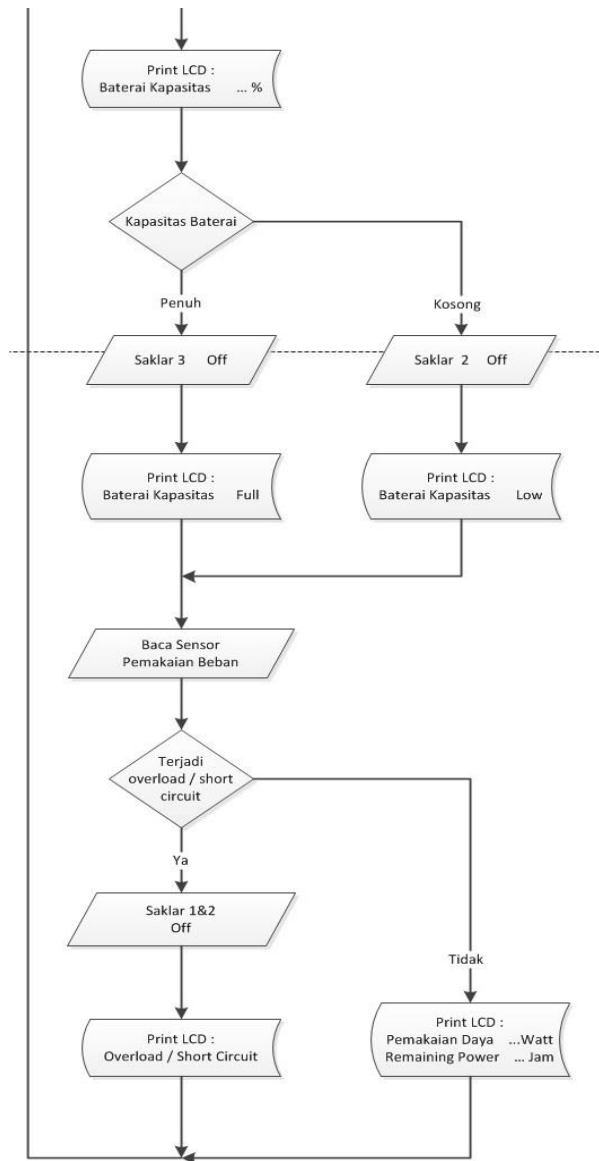 Print LCD :
Baterai Kapasitas ... %
Kapasitas Baterai
Penuh
Kosong
Saklar 3 Off
Saklar 2 Off
Print LCD :
Baterai Kapasitas Full
Print LCD :
Baterai Kapasitas Low
Baca Sensor
Pemakaian Beban
Terjadi
overload / short
circuit
Ya
Saklar 1&2
Off
Tidak
Print LCD :
Overload / Short Circuit
Print LCD :
Pemakaian Daya ...Watt
Remaining Power ... Jam